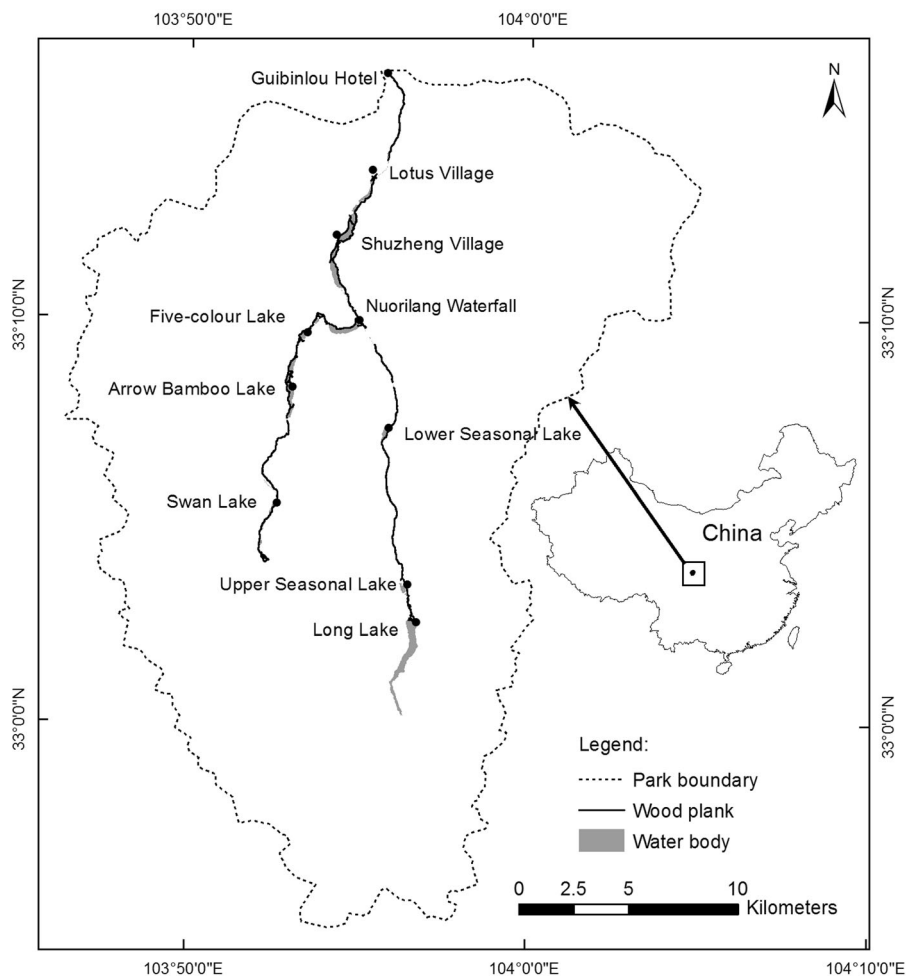 103°50'0"E
104°0'0"E
N
Guibinlou Hotel
Lotus Village
Shuzheng Village
33°10'0"N
Nuorilang Waterfall
Five-colour Lake
33°10'0"N
Arrow Bamboo Lake
Lower Seasonal Lake
Swan Lake
China
Upper Seasonal Lake
Long Lake
33°0'0"N
33°0'0"N
Legend:
Park boundary
Wood plank
Water body
0 2.5 5 10
Kilometers
103°50'0"E
104°0'0"E
104°10'0"E